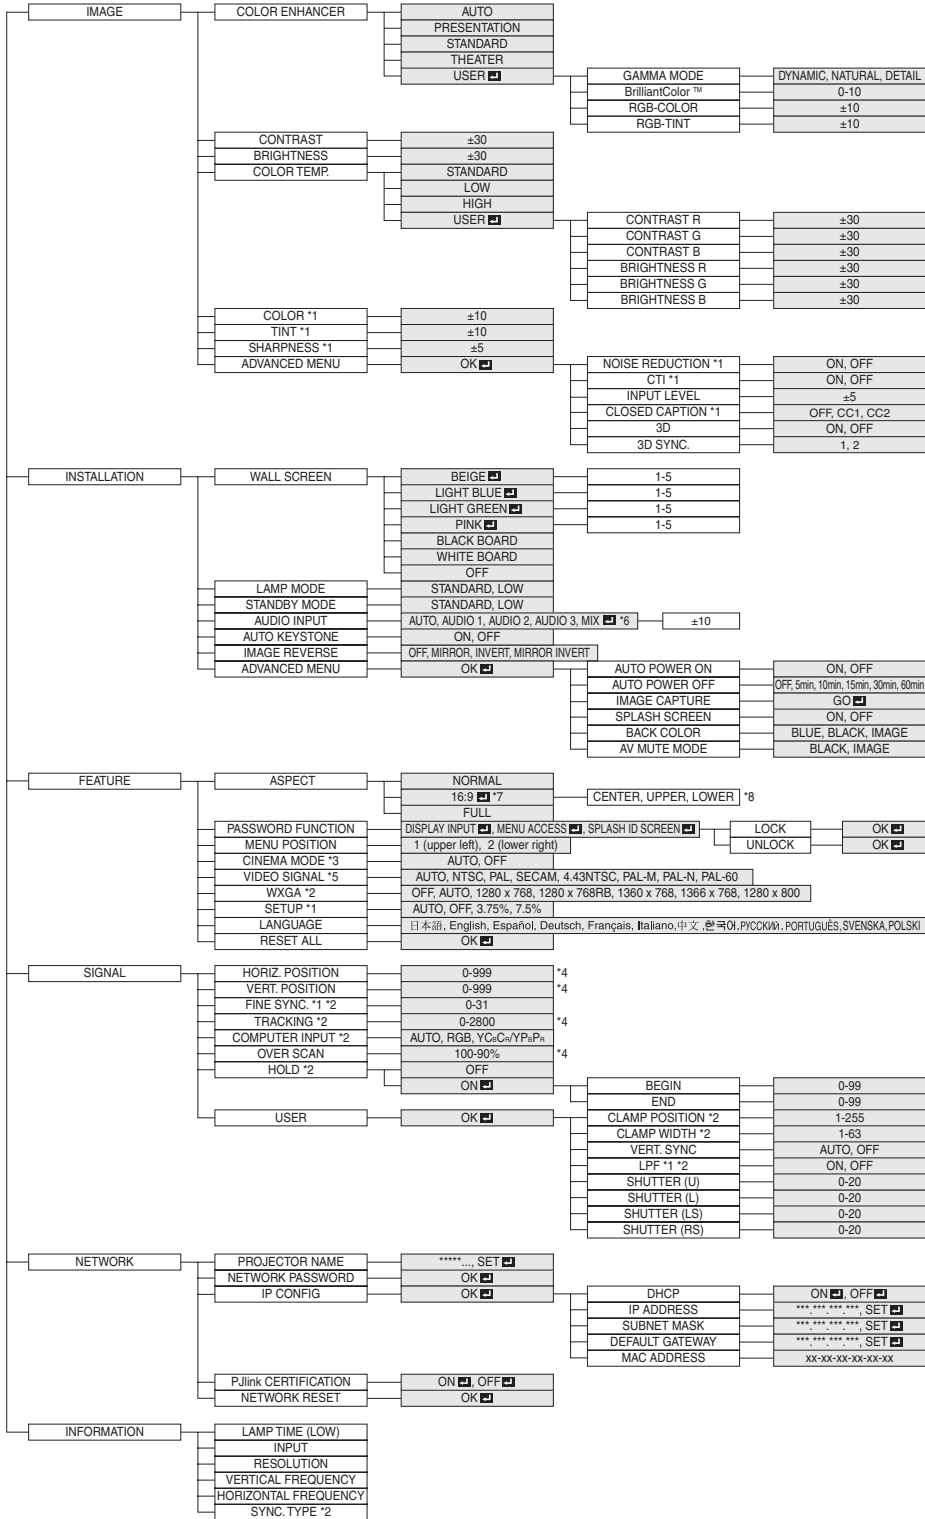 IMAGE COLOR ENHANCER AUTO
PRESENTATION
STANDARD
THEATER
USER GAMMA MODE DYNAMIC, NATURAL, DETAIL
BrilliantColor ™ 0-10
RGB-COLOR ±10
RGB-TINT ±10
CONTRAST ±30
BRIGHTNESS ±30
COLOR TEMP. STANDARD
LOW
HIGH
USER CONTRAST R ±30
CONTRAST G ±30
CONTRAST B ±30
BRIGHTNESS R ±30
BRIGHTNESS G ±30
BRIGHTNESS B ±30
COLOR *1 ±10
TINT *1 ±10
SHARPNESS *1 ±5
ADVANCED MENU OK NOISE REDUCTION *1 ON, OFF
CTI *1 ON, OFF
INPUT LEVEL ±5
CLOSED CAPTION *1 OFF, CC1, CC2
3D ON, OFF
3D SYNC. 1, 2
INSTALLATION WALL SCREEN BEIGE 1-5
LIGHT BLUE 1-5
LIGHT GREEN 1-5
PINK 1-5
BLACK BOARD
WHITE BOARD
OFF
LAMP MODE STANDARD, LOW
STANDBY MODE STANDARD, LOW
AUDIO INPUT AUTO, AUDIO 1, AUDIO 2, AUDIO 3, MIX *6 ±10
AUTO KEYSTONE ON, OFF
IMAGE REVERSE OFF, MIRROR, INVERT, MIRROR INVERT
ADVANCED MENU OK AUTO POWER ON ON, OFF
AUTO POWER OFF OFF, 5min, 10min, 15min, 30min, 60min
IMAGE CAPTURE GO
SPLASH SCREEN ON, OFF
BACK COLOR BLUE, BLACK, IMAGE
AV MUTE MODE BLACK, IMAGE
FEATURE ASPECT NORMAL
16:9 *7 CENTER, UPPER, LOWER *8
FULL
PASSWORD FUNCTION DISPLAY INPUT, MENU ACCESS, SPLASH ID SCREEN LOCK OK
MENU POSITION 1 (upper left), 2 (lower right) UNLOCK OK
CINEMA MODE *3 AUTO, OFF
VIDEO SIGNAL *5 AUTO, NTSC, PAL, SECAM, 4.43NTSC, PAL-M, PAL-N, PAL-60
WXGA *2 OFF, AUTO, 1280 x 768, 1280 x 768RB, 1360 x 768, 1366 x 768, 1280 x 800
SETUP *1 AUTO, OFF, 3.75%, 7.5%
LANGUAGE 日本語, English, Español, Deutsch, Français, Italiano,中文,한국어,РУССКИЙ, PORTUGUÊS, SVENSKA, POLSKI
RESET ALL OK
SIGNAL HORIZ. POSITION 0-999 *4
VERT. POSITION 0-999 *4
FINE SYNC. *1 *2 0-31
TRACKING *2 0-2800 *4
COMPUTER INPUT *2 AUTO, RGB, YCBCR/YPBPR
OVER SCAN 100-90% *4
HOLD *2 OFF
ON BEGIN 0-99
END 0-99
USER OK CLAMP POSITION *2 1-255
CLAMP WIDTH *2 1-63
VERT. SYNC AUTO, OFF
LPF *1 *2 ON, OFF
SHUTTER (U) 0-20
SHUTTER (L) 0-20
SHUTTER (LS) 0-20
SHUTTER (RS) 0-20
NETWORK PROJECTOR NAME *****..., SET
NETWORK PASSWORD OK
IP CONFIG OK DHCP ON, OFF
IP ADDRESS ***.***.***.***, SET
SUBNET MASK ***.***.***.***, SET
DEFAULT GATEWAY ***.***.***.***, SET
MAC ADDRESS xx-xx-xx-xx-xx-xx
PJlink CERTIFICATION ON, OFF
NETWORK RESET OK
INFORMATION LAMP TIME (LOW)
INPUT
RESOLUTION
VERTICAL FREQUENCY
HORIZONTAL FREQUENCY
SYNC. TYPE *2